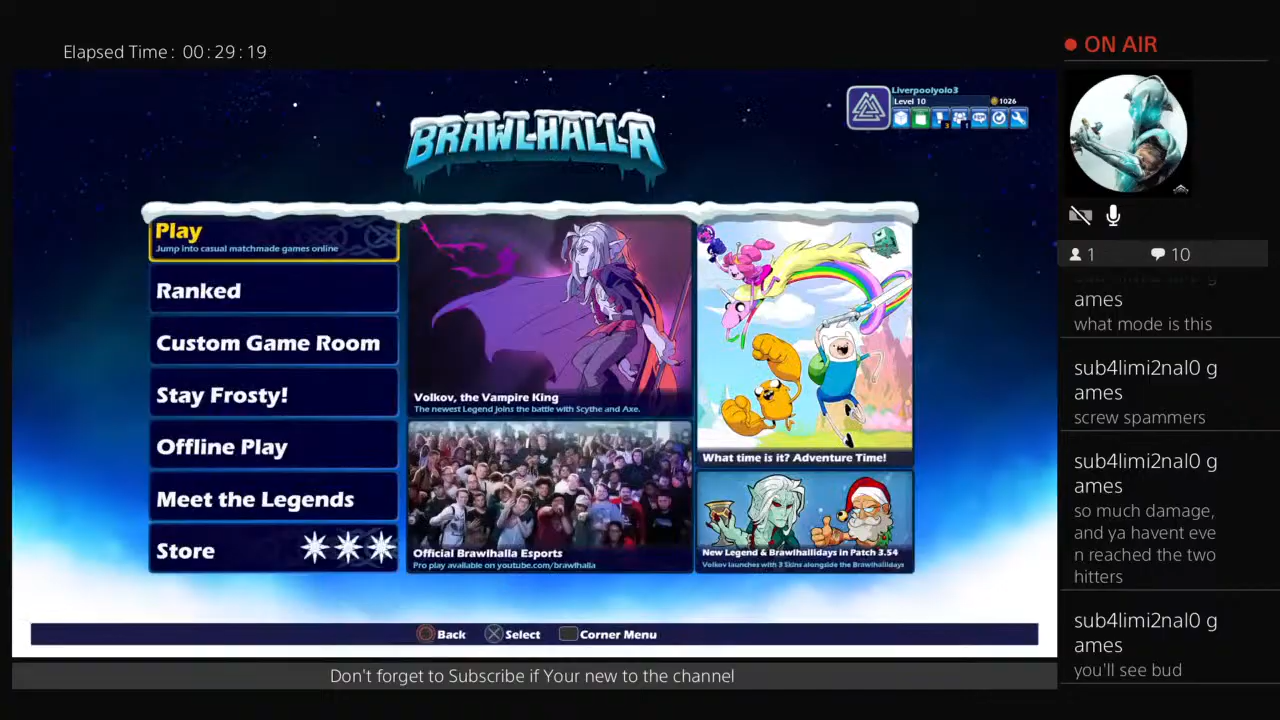 Elapsed Time: 00:29:19
ON AIR
BRAWLHALLA
Liverpoolyolo3
Level 10
1026
Play
Jump into casual matchmade games online
Ranked
Custom Game Room
Stay Frosty!
Offline Play
Meet the Legends
Store
Volkov, the Vampire King
The newest Legend joins the battle with Scythe and Axe.
Official Brawlhalla Esports
Pro play available on youtube.com/brawlhalla
What time is it? Adventure Time!
New Legend & Brawlhallidays in Patch 3.54
Volkov launches with 3 Skins alongside the Brawlhallidays
Back
Select
Corner Menu
Don't forget to Subscribe if Your new to the channel
1
10
ames
what mode is this
sub4limi2nal0 g
ames
screw spammers
sub4limi2nal0 g
ames
so much damage,
and ya havent eve
n reached the two
hitters
sub4limi2nal0 g
ames
you'll see bud